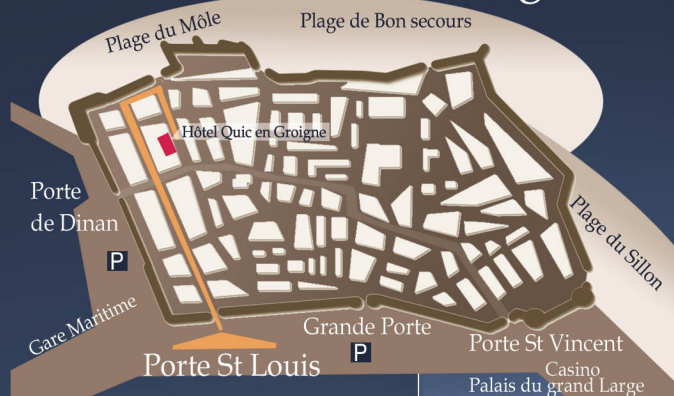 Plage du Môle
Plage de Bon secours
Hôtel Quic en Groigne
Porte
de Dinan
P
Plage du Sillon
Gare Maritime
Grande Porte
P
Porte St Louis
Porte St Vincent
Casino
Palais du grand Large